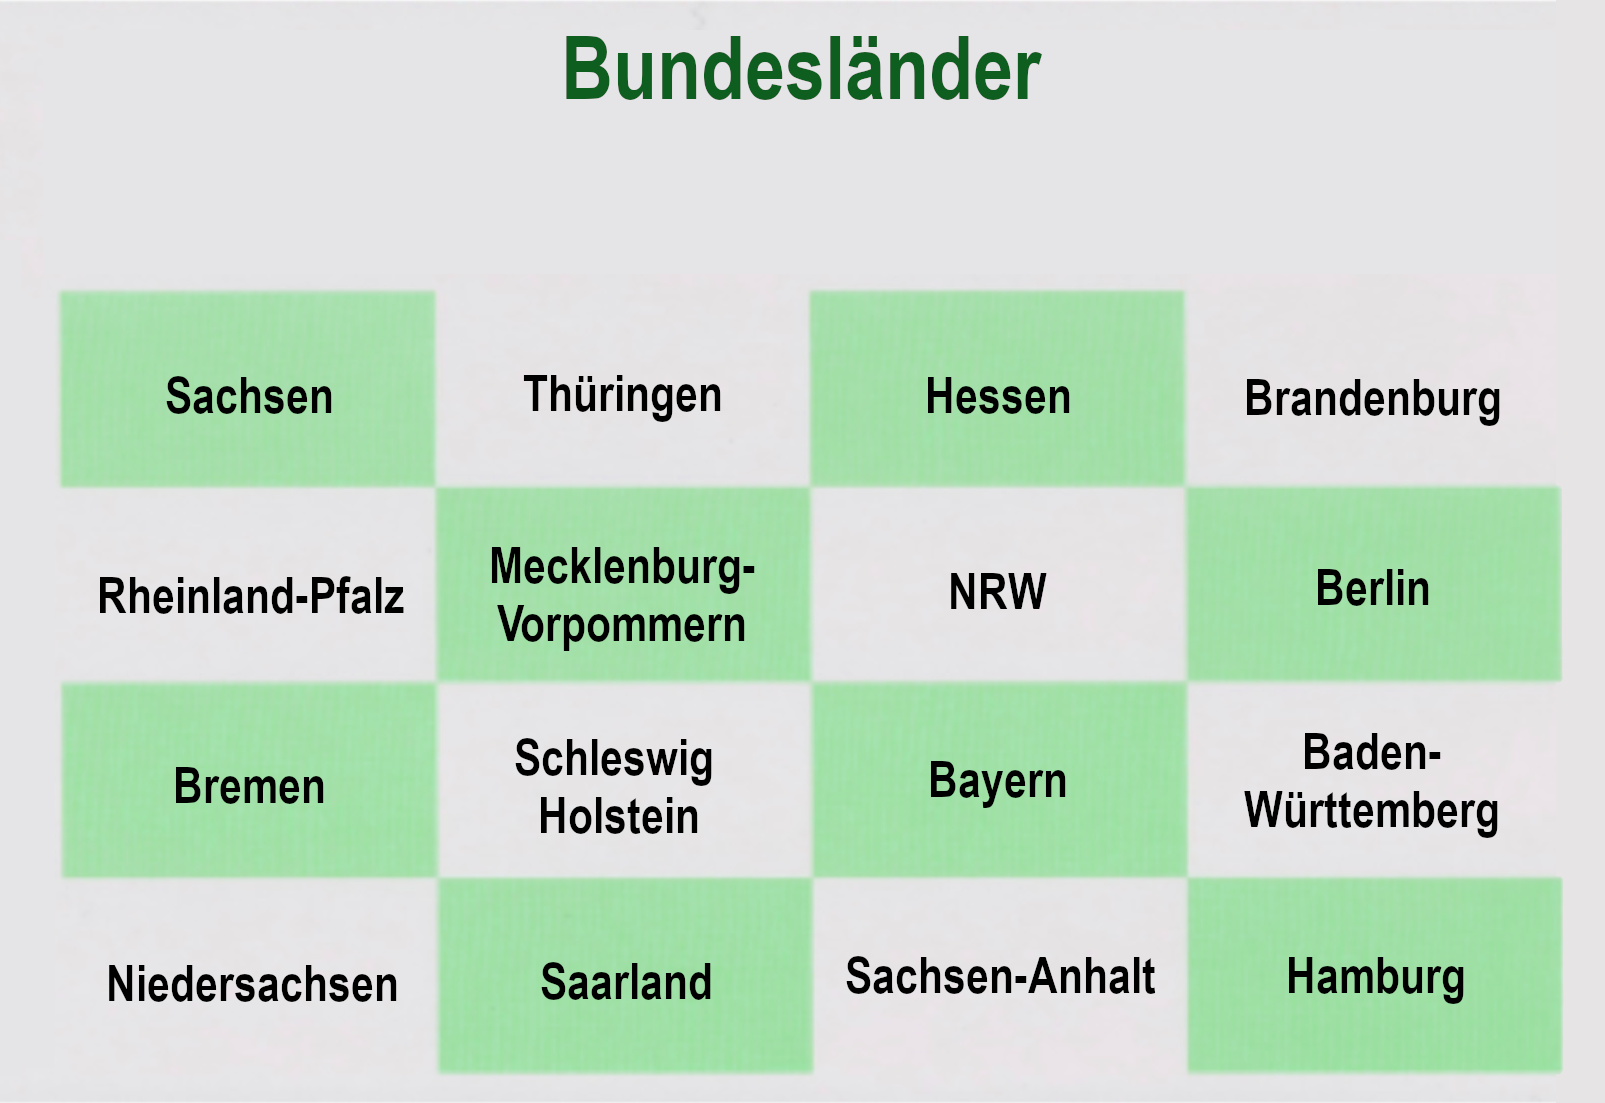 Bundesländer
Sachsen
Thüringen
Hessen
Brandenburg
Rheinland-Pfalz
Mecklenburg-
Vorpommern
NRW
Berlin
Bremen
Schleswig
Holstein
Bayern
Baden-
Württemberg
Niedersachsen
Saarland
Sachsen-Anhalt
Hamburg